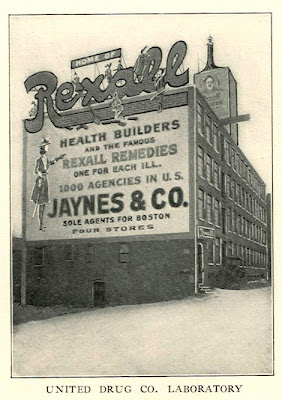 HOME OF
Rexall
HEALTH BUILDERS
AND THE FAMOUS
REXALL REMEDIES
ONE FOR EACH ILL.
1000 AGENCIES IN U.S.
JAYNES & CO.
SOLE AGENTS FOR BOSTON
FOUR STORES
UNITED DRUG CO. LABORATORY